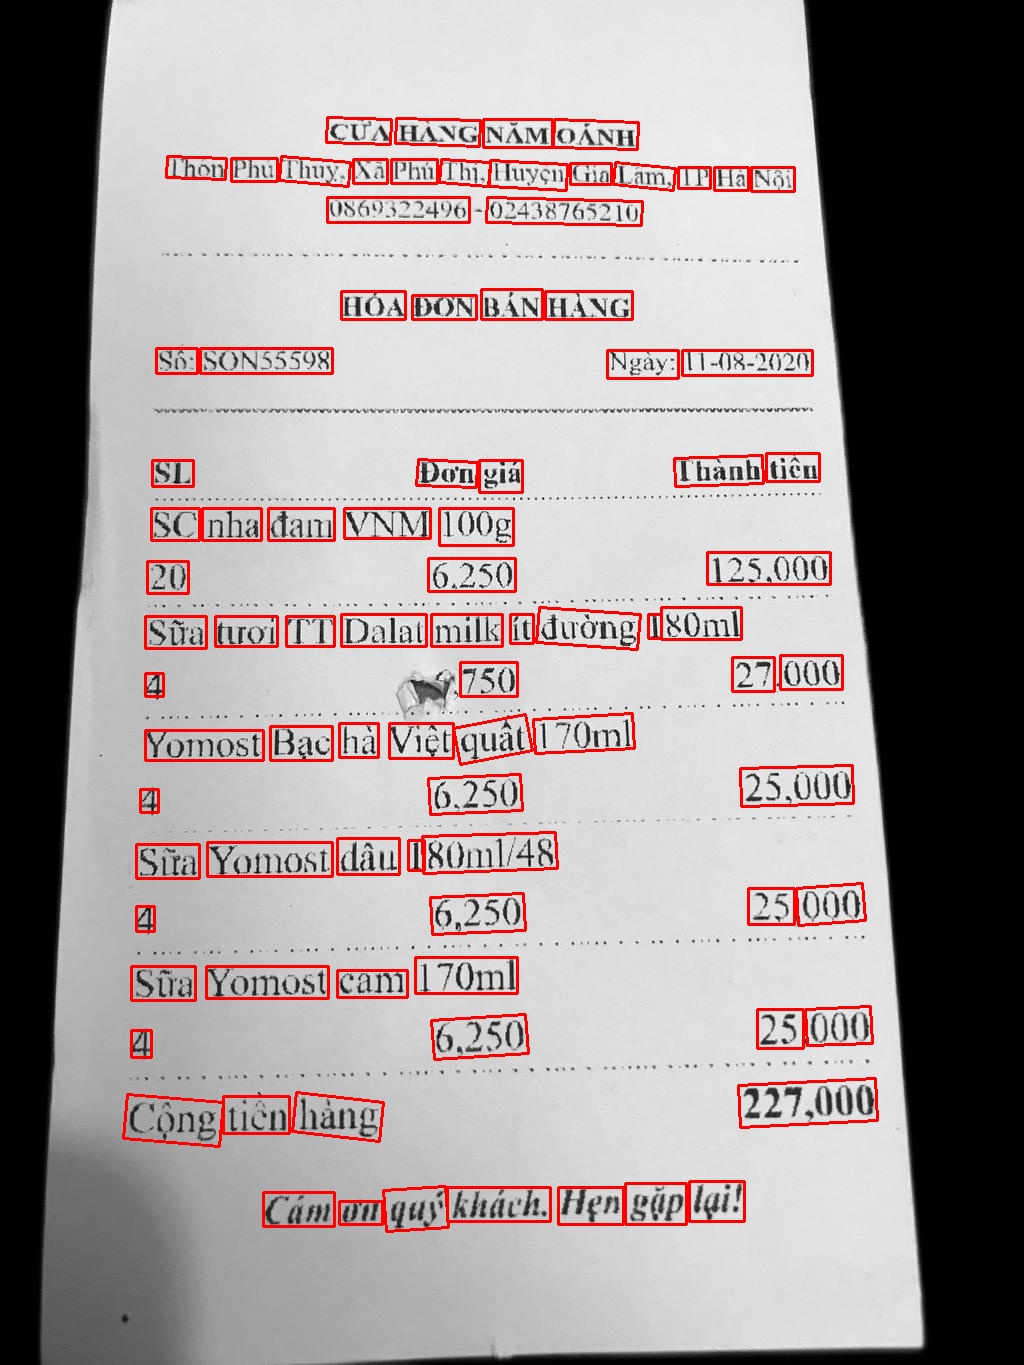 CỬA HÀNG NĂM OÁNH
Thôn Phú Thụy, Xã Phú Thị, Huyện Gia Lâm, TP Hà Nội
0869322496 - 02438765210
HÓA ĐƠN BÁN HÀNG
Số: SON55598 Ngày: 11-08-2020
SL Đơn giá Thành tiền
SC nha đam VNM 100g
20 6,250 125,000
Sữa tươi TT Dalat milk ít đường 180ml
4 ,750 27,000
Yomost Bạc hà Việt quất 170ml
4 6,250 25,000
Sữa Yomost dâu 180ml/48
4 6,250 25,000
Sữa Yomost cam 170ml
4 6,250 25,000
Cộng tiền hàng 227,000
Cám ơn quý khách. Hẹn gặp lại!